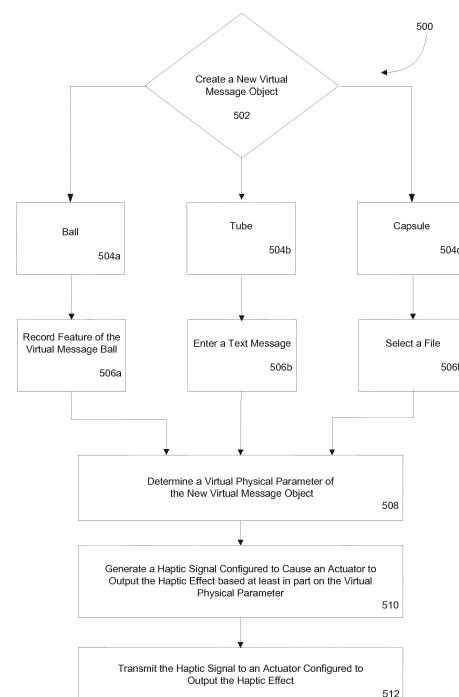 500
Create a New Virtual
Message Object
502
Ball
504a
Tube
504b
Capsule
Record Feature of the
Virtual Message Ball
506a
Enter a Text Message
506b
Select a File
Determine a Virtual Physical Parameter of
the New Virtual Message Object
508
Generate a Haptic Signal Configured to Cause an Actuator to
Output the Haptic Effect based at least in part on the Virtual
Physical Parameter
510
Transmit the Haptic Signal to an Actuator Configured to
Output the Haptic Effect
512